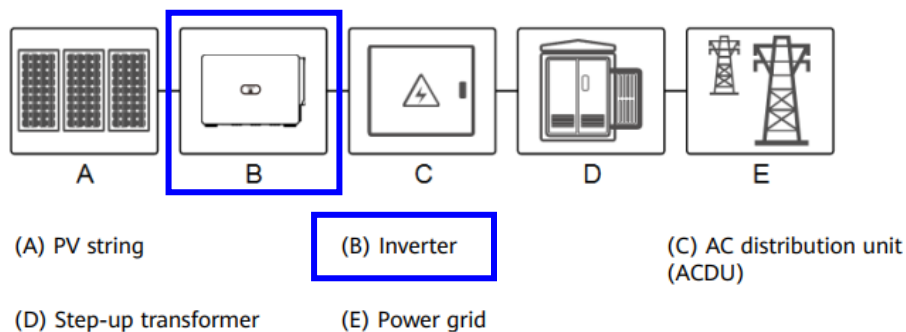 A B C D E
(A) PV string (B) Inverter (C) AC distribution unit
(ACDU)
(D) Step-up transformer (E) Power grid